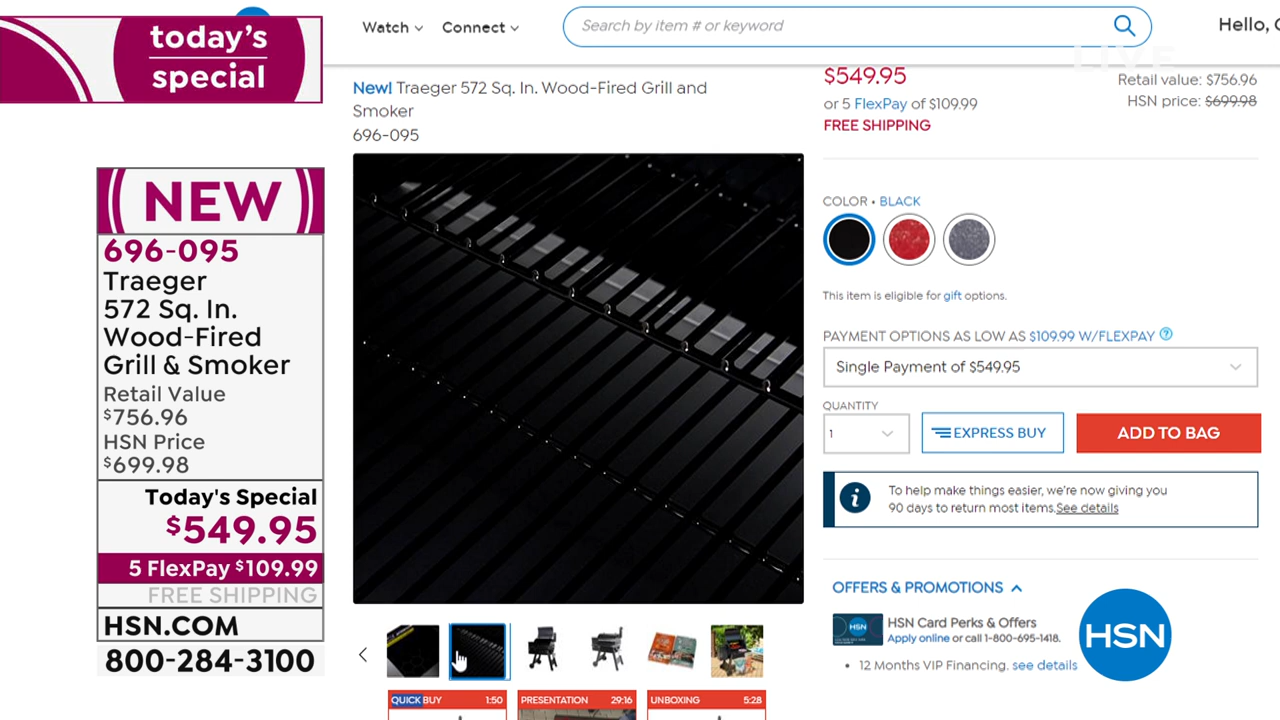 today's
special
Watch
Connect
Search by item # or keyword
Hello,
LIVE
NEW
696-095
Traeger
572 Sq. In.
Wood-Fired
Grill & Smoker
Retail Value
$756.96
HSN Price
$699.98
Today's Special
$549.95
5 FlexPay $109.99
FREE SHIPPING
HSN.COM
800-284-3100
New! Traeger 572 Sq. In. Wood-Fired Grill and
Smoker
696-095
$549.95
or 5 FlexPay of $109.99
FREE SHIPPING
Retail value: $756.96
HSN price: $699.98
COLOR • BLACK
This item is eligible for gift options.
PAYMENT OPTIONS AS LOW AS $109.99 W/FLEXPAY ?
Single Payment of $549.95
QUANTITY
1
EXPRESS BUY
ADD TO BAG
i
To help make things easier, we're now giving you
90 days to return most items.See details
OFFERS & PROMOTIONS
HSN
HSN Card Perks & Offers
Apply online or call 1-800-695-1418.
• 12 Months VIP Financing. see details
HSN
QUICK BUY 1:50
PRESENTATION 29:16
UNBOXING 5:28